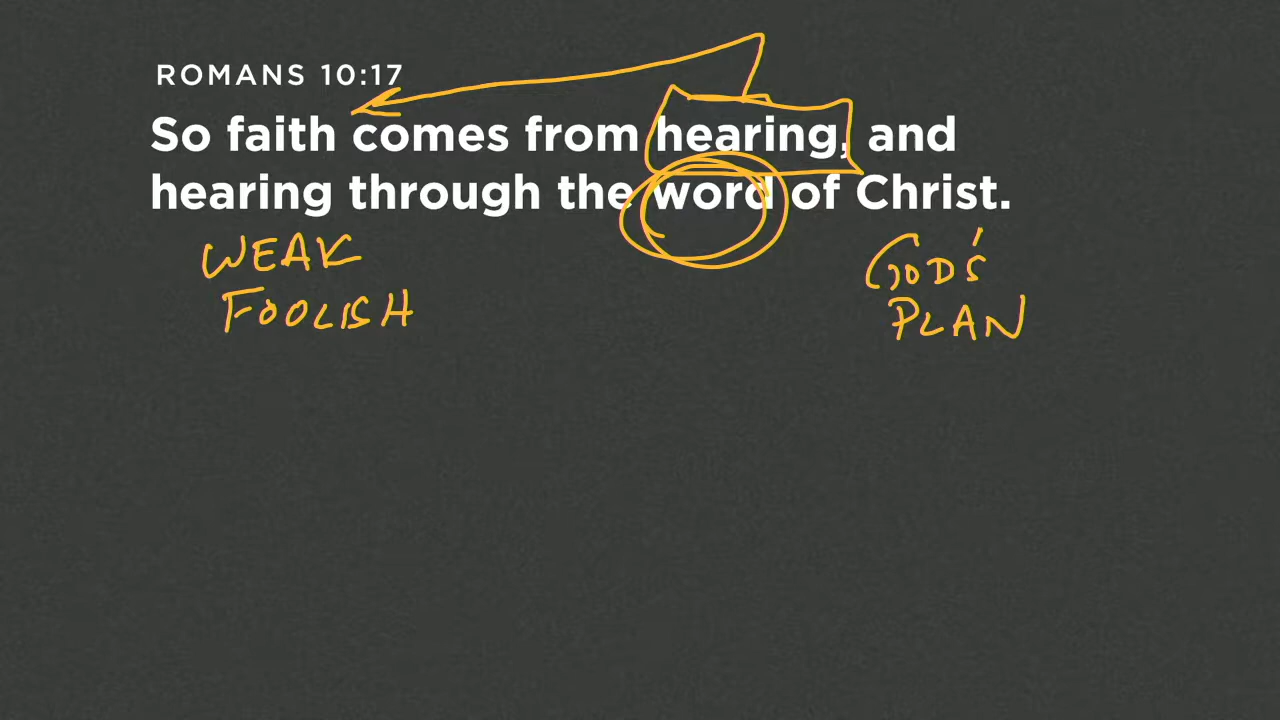 ROMANS 10:17
So faith comes from hearing, and
hearing through the word of Christ.
WEAK
FOOLISH
GOD'S
PLAN